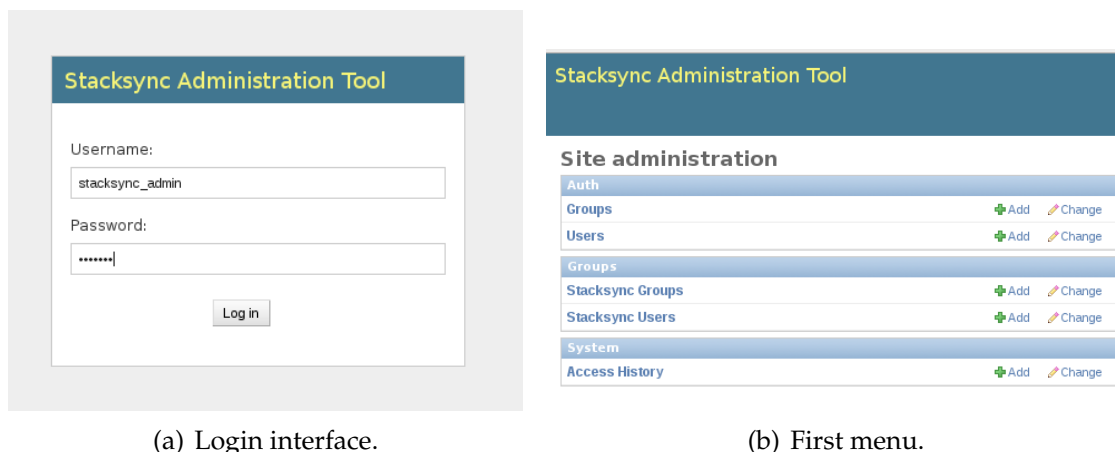 Stacksync Administration Tool
Username:
stacksync_admin
Password:
•••••••
Log in
(a) Login interface.
Stacksync Administration Tool
Site administration
Auth
Groups Add Change
Users Add Change
Groups
Stacksync Groups Add Change
Stacksync Users Add Change
System
Access History Add Change
(b) First menu.